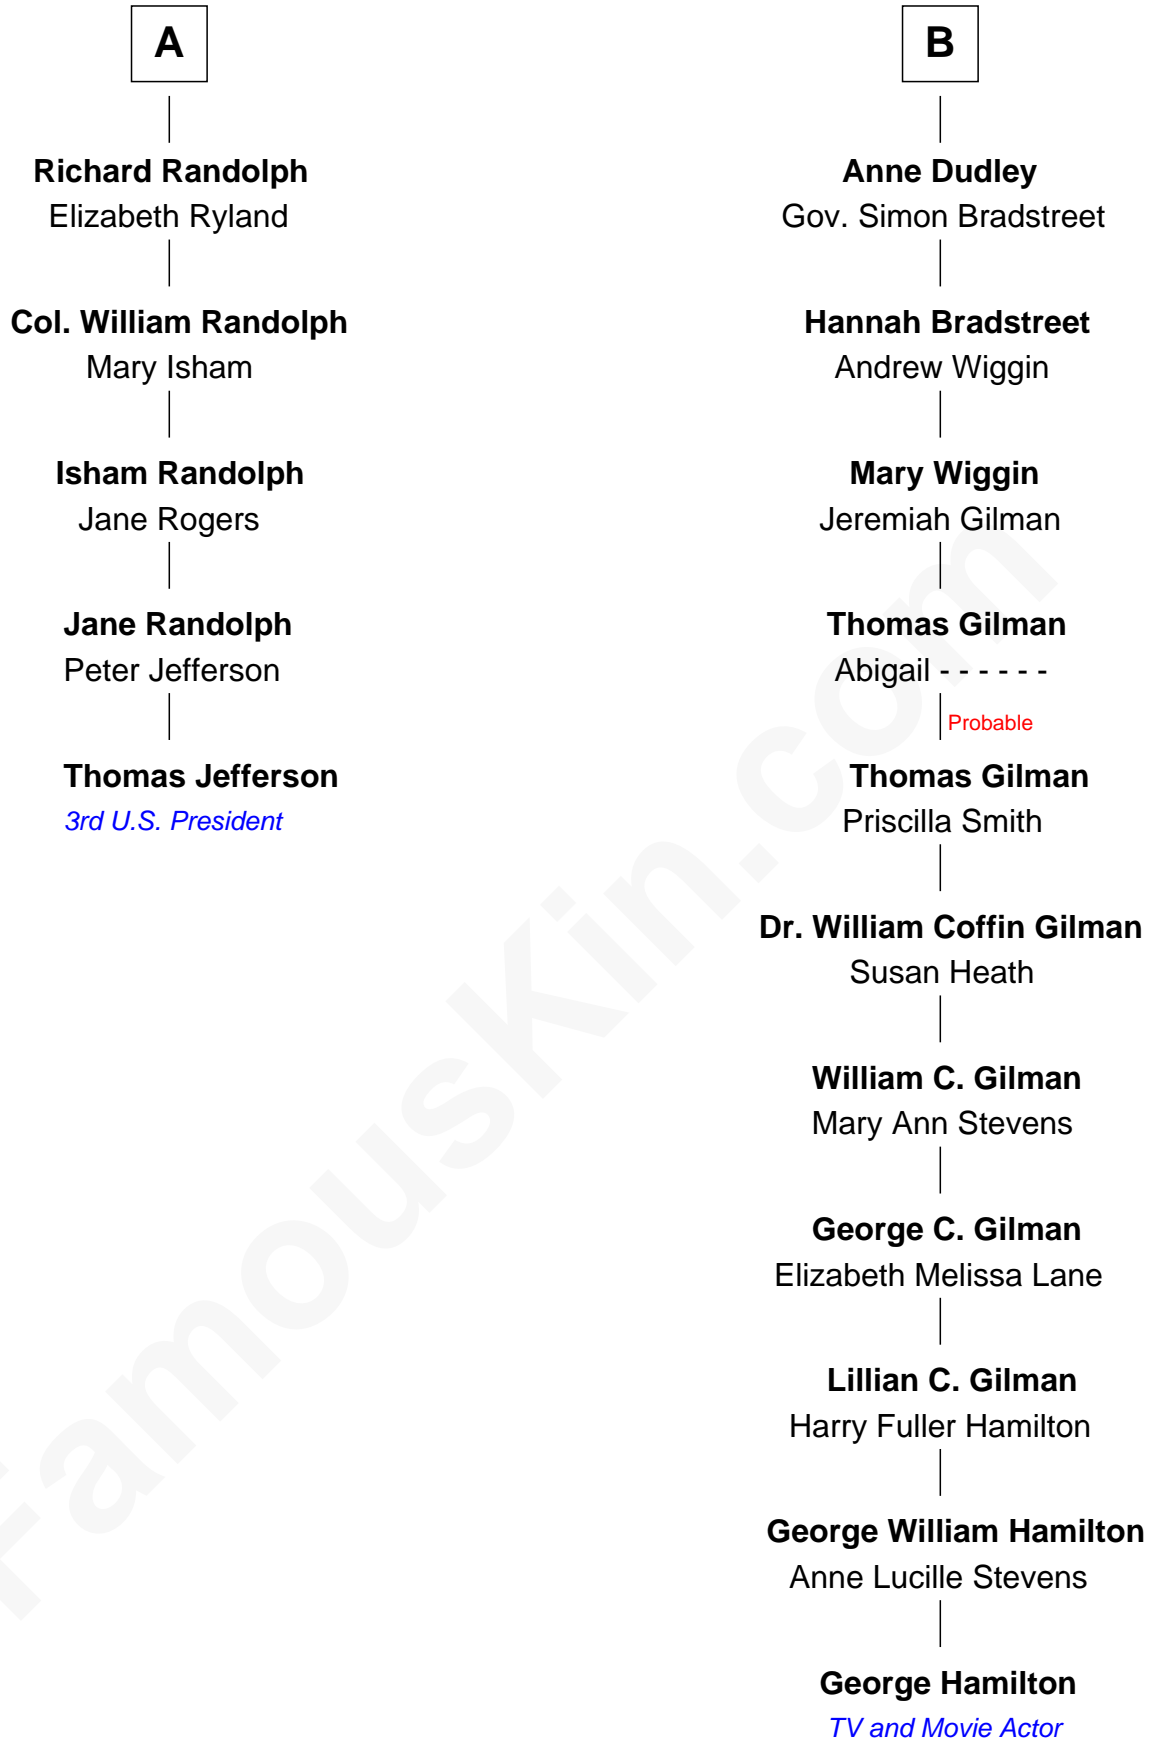 A
Richard Randolph
Elizabeth Ryland
Col. William Randolph
Mary Isham
Isham Randolph
Jane Rogers
Jane Randolph
Peter Jefferson
Thomas Jefferson
3rd U.S. President
B
Anne Dudley
Gov. Simon Bradstreet
Hannah Bradstreet
Andrew Wiggin
Mary Wiggin
Jeremiah Gilman
Thomas Gilman
Abigail - - - - - -
Probable
Thomas Gilman
Priscilla Smith
Dr. William Coffin Gilman
Susan Heath
William C. Gilman
Mary Ann Stevens
George C. Gilman
Elizabeth Melissa Lane
Lillian C. Gilman
Harry Fuller Hamilton
George William Hamilton
Anne Lucille Stevens
George Hamilton
TV and Movie Actor
FamousKin.com